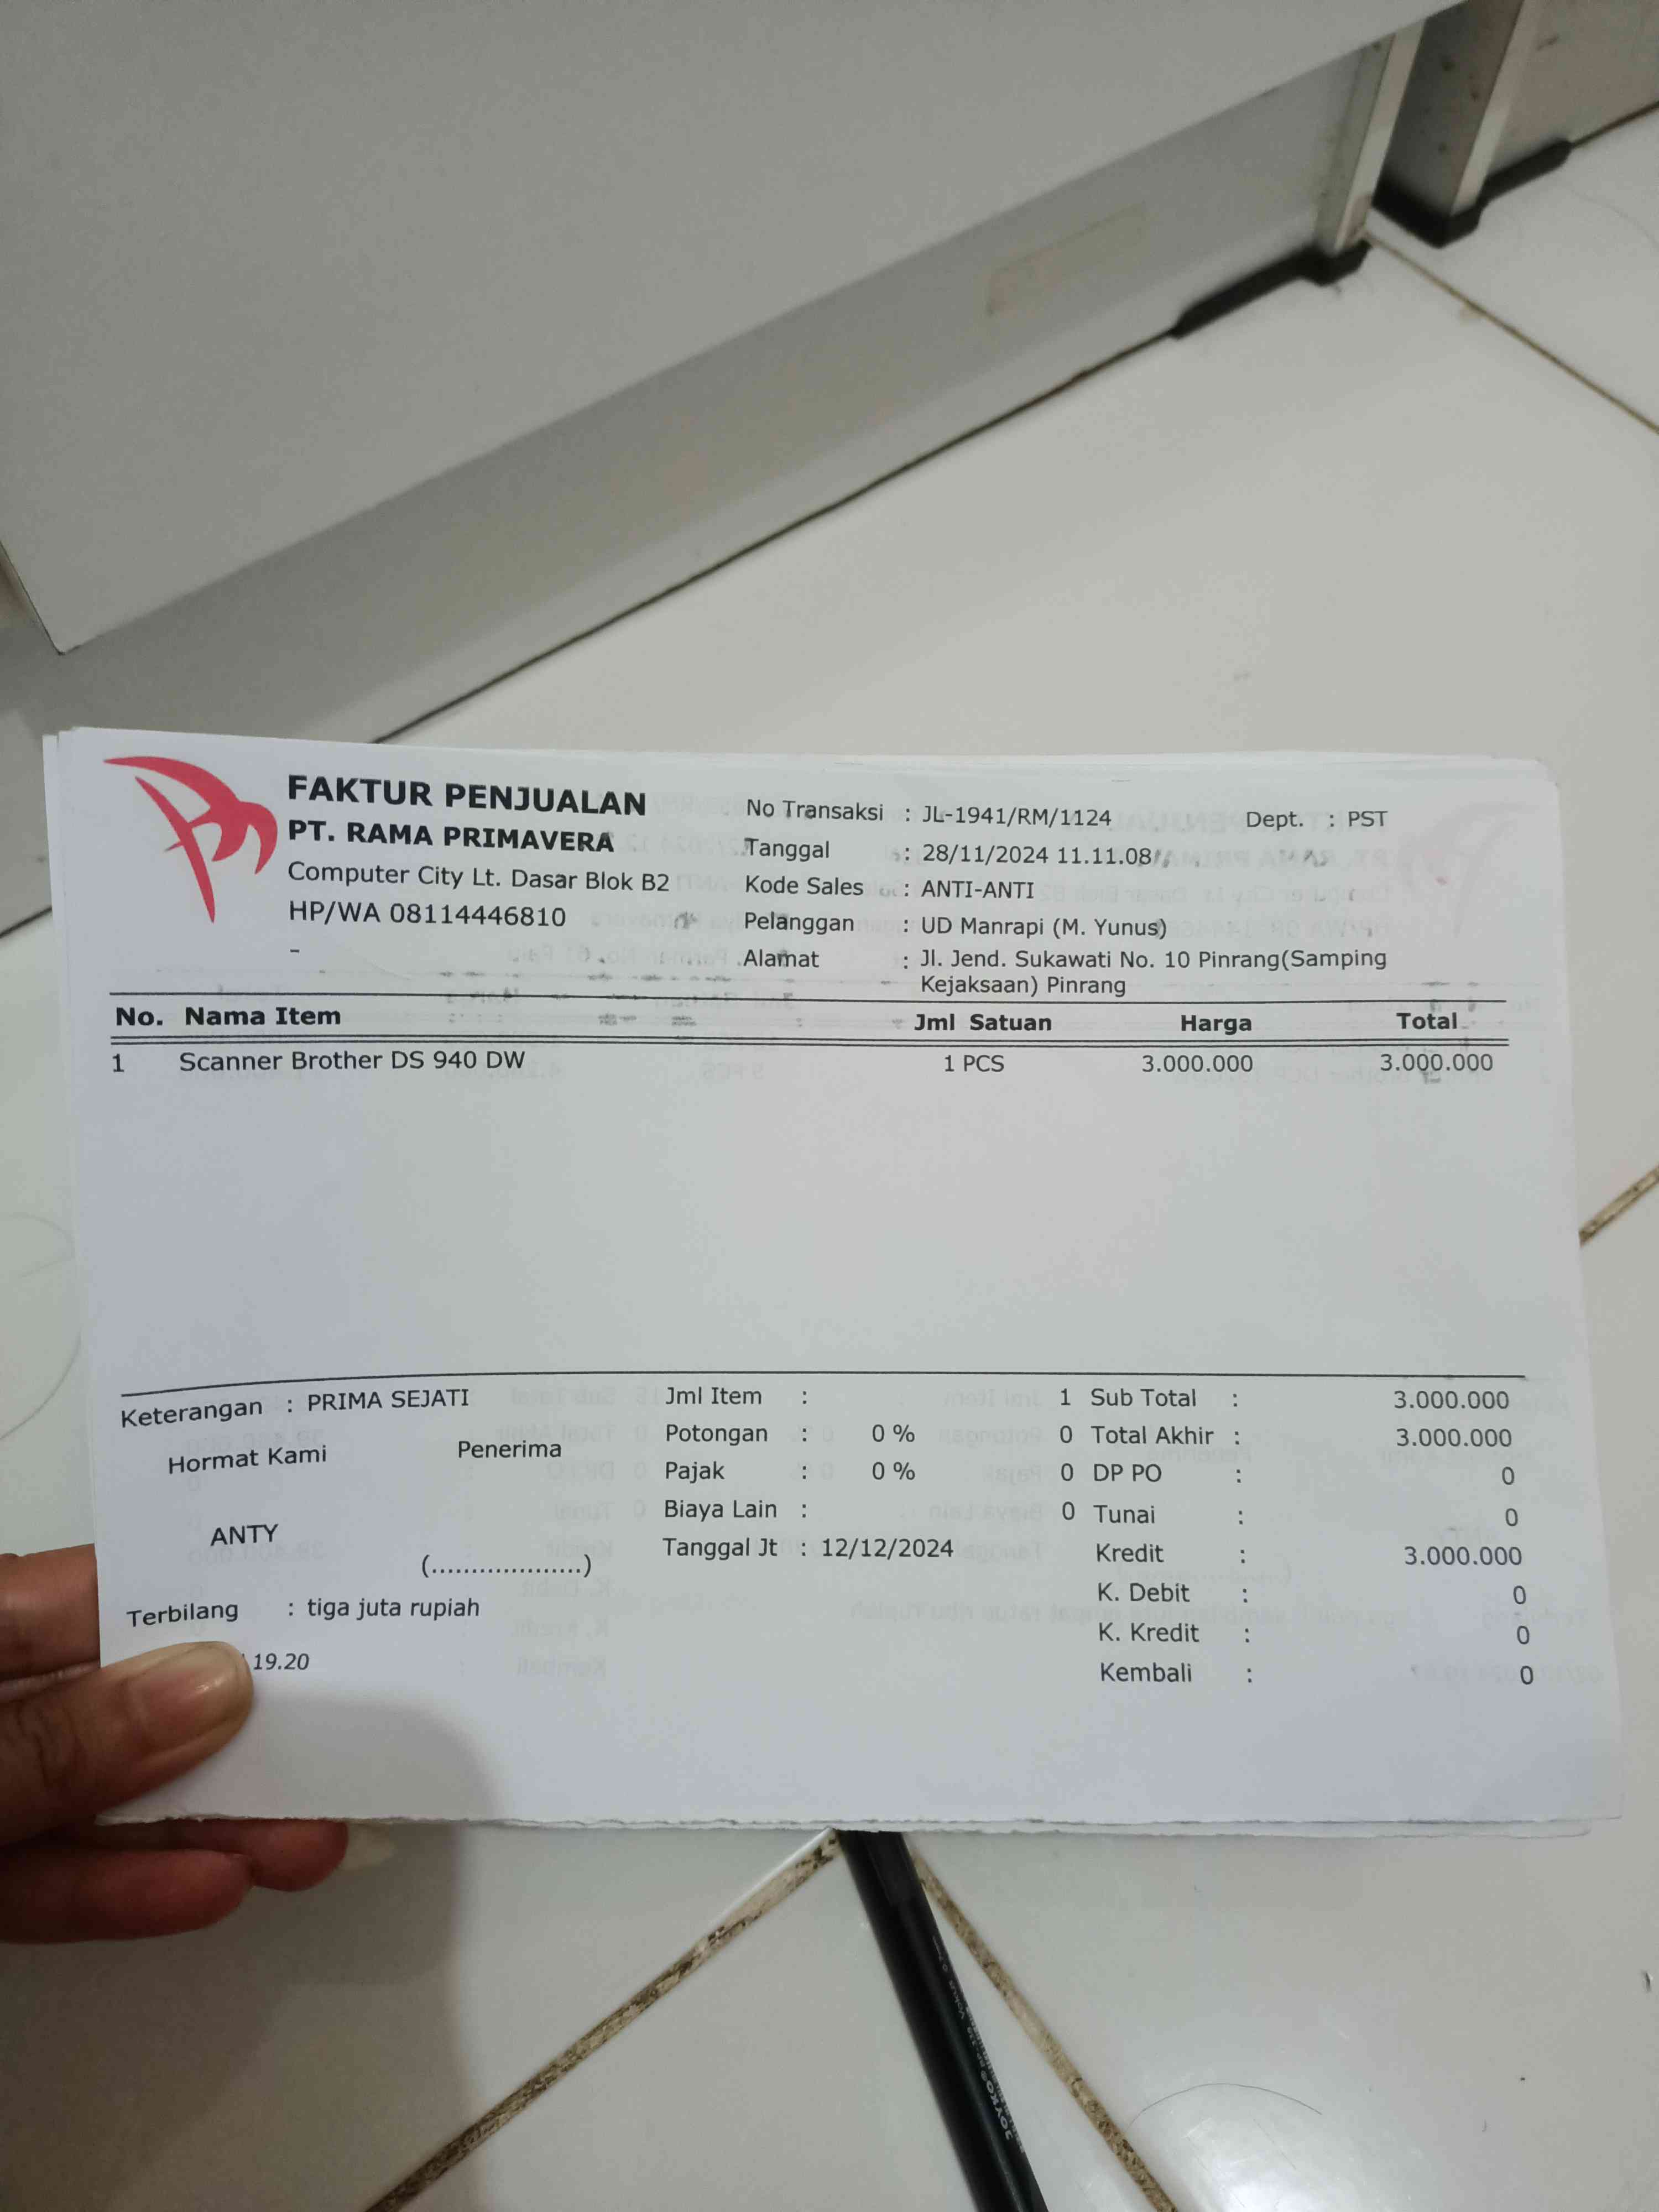 FAKTUR PENJUALAN
PT. RAMA PRIMAVERA
Computer City Lt. Dasar Blok B2
HP/WA 08114446810
-
No Transaksi : JL-1941/RM/1124 Dept. : PST
Tanggal : 28/11/2024 11.11.08
Kode Sales : ANTI-ANTI
Pelanggan : UD Manrapi (M. Yunus)
Alamat : Jl. Jend. Sukawati No. 10 Pinrang(Samping
Kejaksaan) Pinrang
No. Nama Item Jml Satuan Harga Total
1 Scanner Brother DS 940 DW 1 PCS 3.000.000 3.000.000
Keterangan : PRIMA SEJATI
Hormat Kami Penerima
ANTY
(...................)
Terbilang : tiga juta rupiah
19.20
Jml Item : 1
Potongan : 0 % 0
Pajak : 0 % 0
Biaya Lain : 0
Tanggal Jt : 12/12/2024
Sub Total : 3.000.000
Total Akhir : 3.000.000
DP PO : 0
Tunai : 0
Kredit : 3.000.000
K. Debit : 0
K. Kredit : 0
Kembali : 0
JOYKO